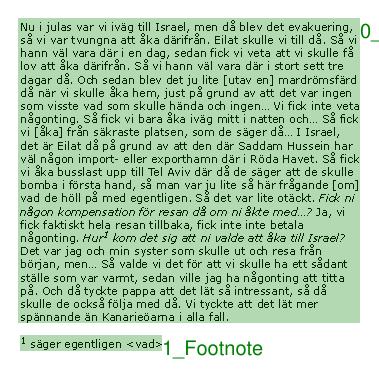 Nu i julas var vi iväg till Israel, men då blev det evakuering,
så vi var tvungna att åka därifrån. Eilat skulle vi till då. Så vi
hann väl vara där i en dag, sedan fick vi veta att vi skulle få
lov att åka därifrån. Så vi hann väl vara där i stort sett tre
dagar då. Och sedan blev det ju lite [utav en] mardrömsfärd
då när vi skulle åka hem, just på grund av att det var ingen
som visste vad som skulle hända och ingen... Vi fick inte veta
någonting. Så fick vi bara åka iväg mitt i natten och... Så fick
vi [åka] från säkraste platsen, som de säger då... I Israel,
det är Eilat då på grund av att den där Saddam Hussein har
väl någon import- eller exporthamn där i Röda Havet. Så fick
vi åka busslast upp till Tel Aviv där då de säger att de skulle
bomba i första hand, så man var ju lite så här frågande [om]
vad de höll på med egentligen. Så det var lite otäckt. Fick ni
någon kompensation för resan då om ni åkte med...? Ja, vi
fick faktiskt hela resan tillbaka, fick inte inte betala
någonting. Hur¹ kom det sig att ni valde att åka till Israel?
Det var jag och min syster som skulle ut och resa från
början, men... Så valde vi det för att vi skulle ha ett sådant
ställe som var varmt, sedan ville jag ha någonting att titta
på. Och då tyckte pappa att det lät så intressant, så då
skulle de också följa med då. Vi tyckte att det lät mer
spännande än Kanarieöarna i alla fall.
¹ säger egentligen <vad>
0_
1_Footnote